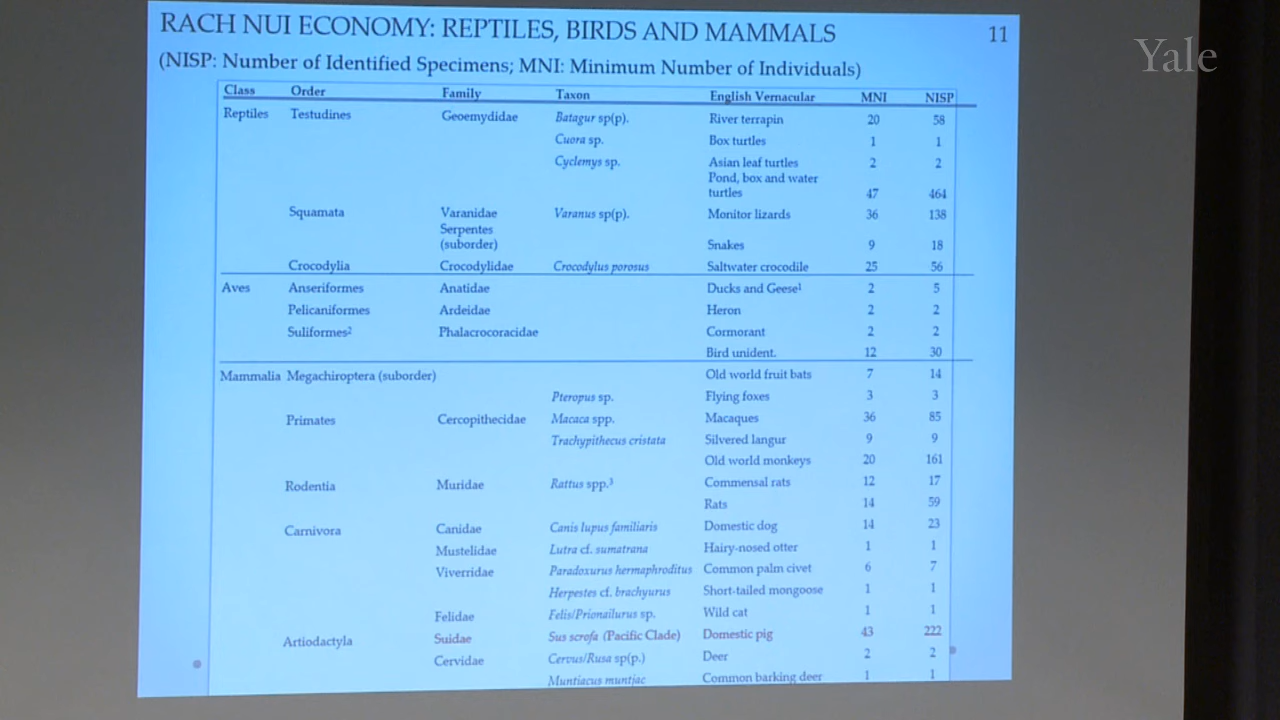 RACH NUI ECONOMY: REPTILES, BIRDS AND MAMMALS 11
Yale
(NISP: Number of Identified Specimens; MNI: Minimum Number of Individuals)
Class Order Family Taxon English Vernacular MNI NISP
Reptiles Testudines Geoemydidae Batagur sp(p). River terrapin 20 58
Cuora sp. Box turtles 1 1
Cyclemys sp. Asian leaf turtles 2 2
Pond, box and water
turtles 47 464
Squamata Varanidae Varanus sp(p). Monitor lizards 36 138
Serpentes
(suborder) Snakes 9 18
Crocodylia Crocodylidae Crocodylus porosus Saltwater crocodile 25 56
Aves Anseriformes Anatidae Ducks and Geese¹ 2 5
Pelicaniformes Ardeidae Heron 2 2
Suliformes² Phalacrocoracidae Cormorant 2 2
Bird unident. 12 30
Mammalia Megachiroptera (suborder) Old world fruit bats 7 14
Pteropus sp. Flying foxes 3 3
Primates Cercopithecidae Macaca spp. Macaques 36 85
Trachypithecus cristata Silvered langur 9 9
Old world monkeys 20 161
Rodentia Muridae Rattus spp.³ Commensal rats 12 17
Rats 14 59
Carnivora Canidae Canis lupus familiaris Domestic dog 14 23
Mustelidae Lutra cf. sumatrana Hairy-nosed otter 1 1
Viverridae Paradoxurus hermaphroditus Common palm civet 6 7
Herpestes cf. brachyurus Short-tailed mongoose 1 1
Felidae Felis/Prionailurus sp. Wild cat 1 1
Artiodactyla Suidae Sus scrofa (Pacific Clade) Domestic pig 43 222
Cervidae Cervus/Rusa sp(p.) Deer 2 2
Muntiacus muntjac Common barking deer 1 1